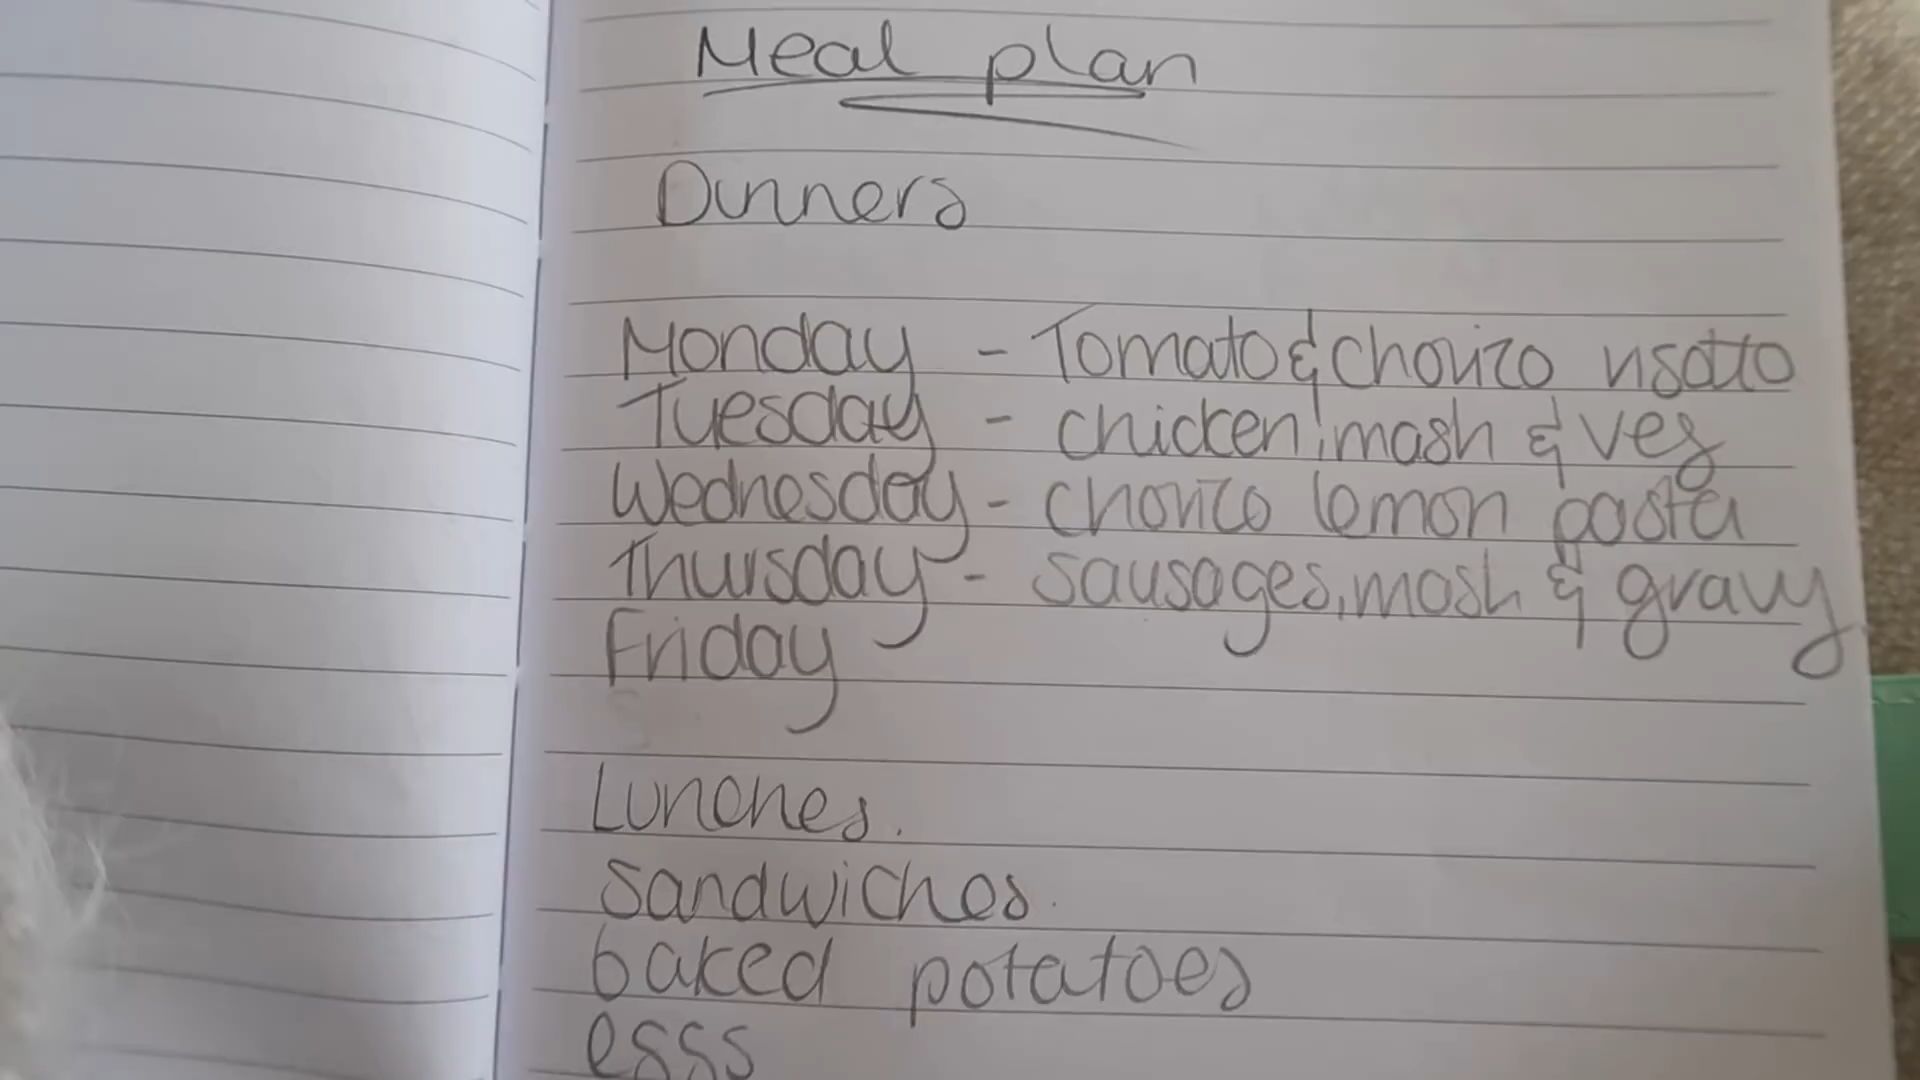 Meal plan
Dinners
Monday - Tomato & chorizo risotto
Tuesday - chicken, mash & veg
Wednesday - chorizo lemon pasta
Thursday - sausages, mash & gravy
Friday
Lunches.
Sandwiches.
baked potatoes